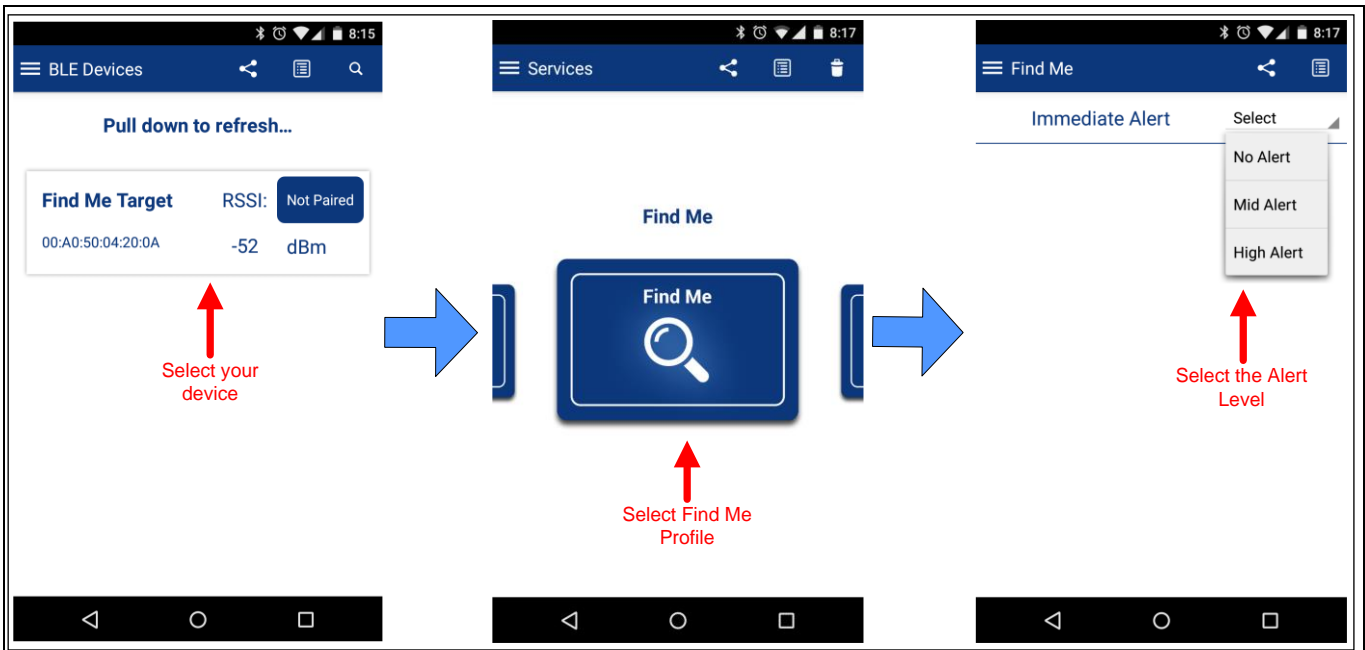 8:15
BLE Devices
Pull down to refresh...
Find Me Target RSSI: Not Paired
00:A0:50:04:20:0A -52 dBm
Select your
device
8:17
Services
Find Me
Find Me
Select Find Me
Profile
8:17
Find Me
Immediate Alert Select
No Alert
Mid Alert
High Alert
Select the Alert
Level